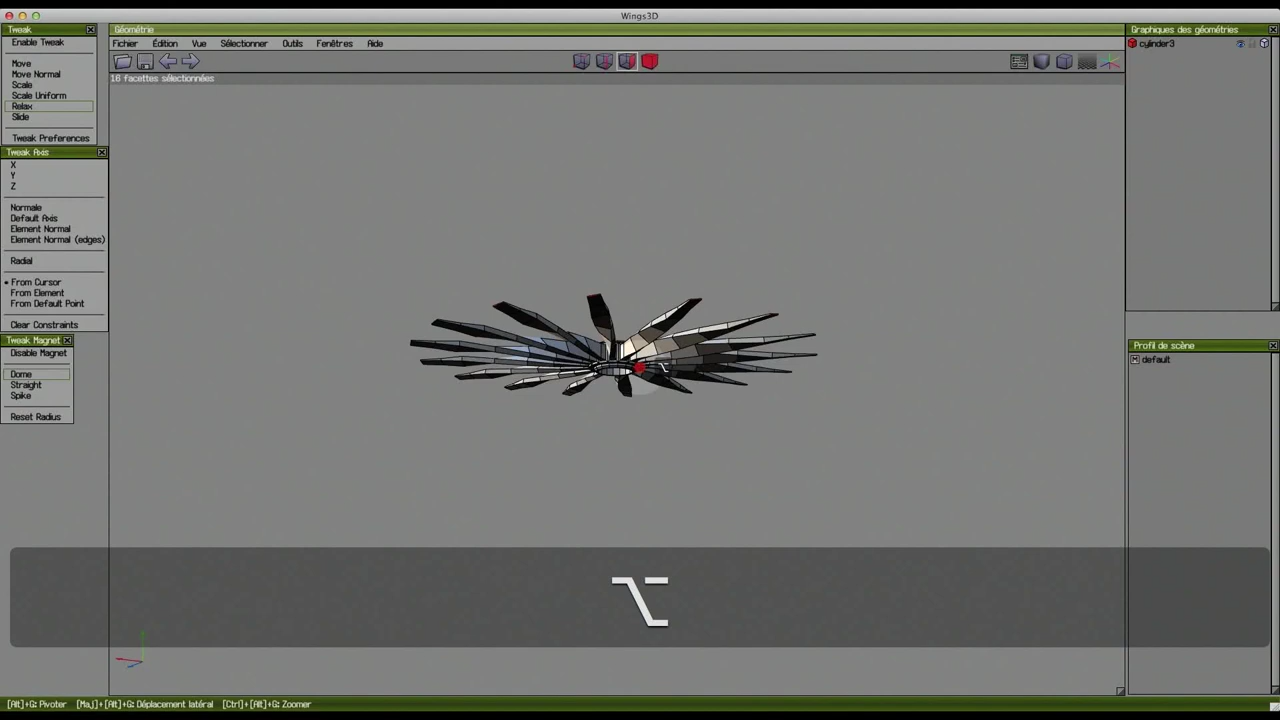 Wings3D
Tweak
Enable Tweak
Move
Move Normal
Scale
Scale Uniform
Relax
Slide
Tweak Preferences
Tweak Axis
X
Y
Z
Normale
Default Axis
Element Normal
Element Normal (edges)
Radial
From Cursor
From Element
From Default Point
Clear Constraints
Tweak Magnet
Disable Magnet
Dome
Straight
Spike
Reset Radius
Géométrie
Fichier Édition Vue Sélectionner Outils Fenêtres Aide
16 facettes sélectionnées
Graphiques des géométries
cylinder3
Profil de scène
M default
⌥
[Alt]+G: Pivoter [Maj]+[Alt]+G: Déplacement latéral [Ctrl]+[Alt]+G: Zoomer